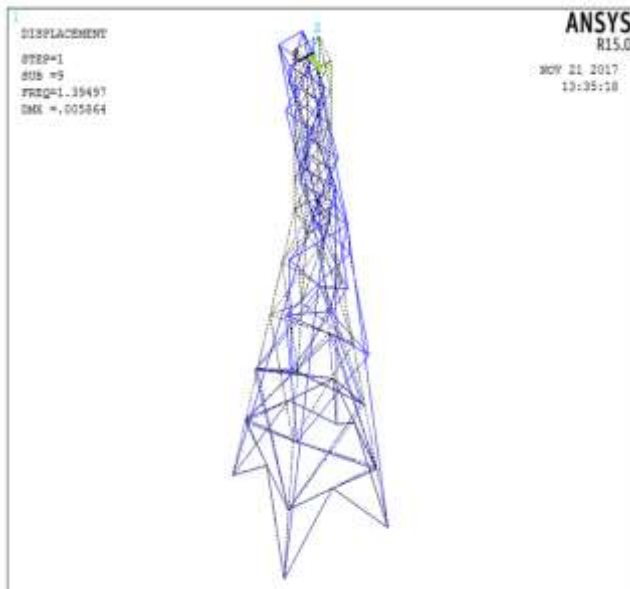 1
DISPLACEMENT
STEP=1
SUB =9
FREQ=1.39497
DMX =.005864
ANSYS
R15.0
NOV 21 2017
13:35:18